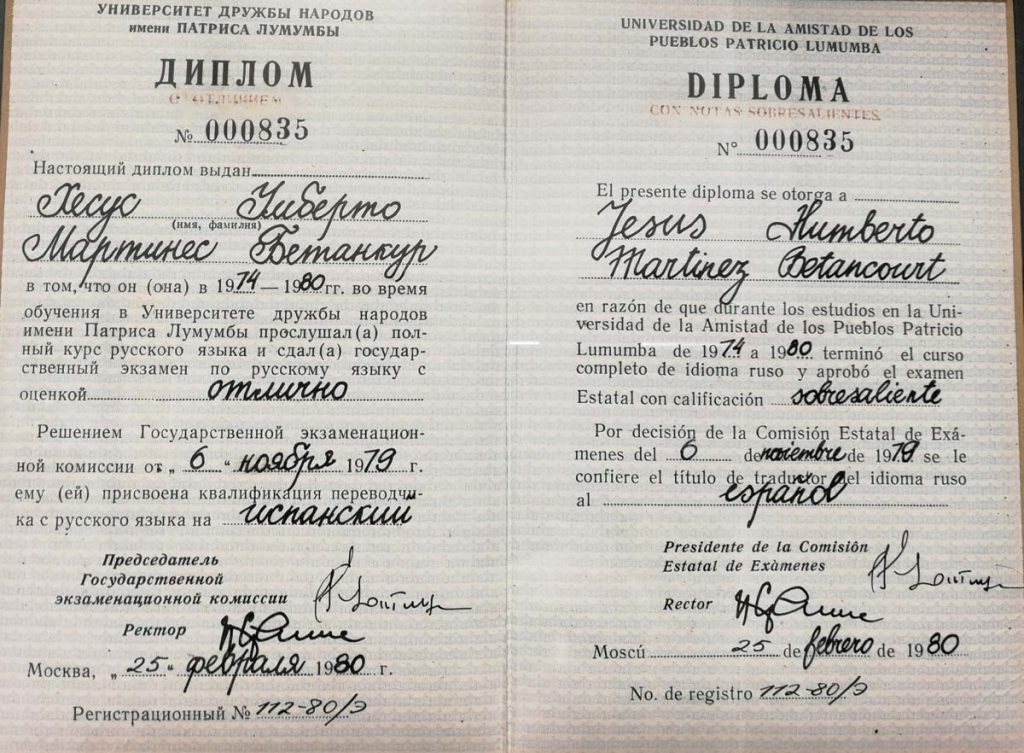 УНИВЕРСИТЕТ ДРУЖБЫ НАРОДОВ
имени ПАТРИСА ЛУМУМБЫ
ДИПЛОМ
С ОТЛИЧИЕМ
№ 000835
Настоящий диплом выдан
Хесус Умберто
(имя, фамилия)
Мартинес Бетанкур
в том, что он (она) в 1974—1980 гг. во время
обучения в Университете дружбы народов
имени Патриса Лумумбы прослушал(а) пол-
ный курс русского языка и сдал(а) государ-
ственный экзамен по русскому языку с
оценкой отлично
Решением Государственной экзаменацион-
ной комиссии от „ 6 “ ноября 1979 г.
ему (ей) присвоена квалификация переводчи-
ка с русского языка на испанский
Председатель
Государственной
экзаменационной комиссии
Ректор
Москва, „ 25 “ февраля 1980 г.
Регистрационный № 112-80/Э
UNIVERSIDAD DE LA AMISTAD DE LOS
PUEBLOS PATRICIO LUMUMBA
DIPLOMA
CON NOTAS SOBRESALIENTES
N° 000835
El presente diploma se otorga a
Jesus Humberto
Martinez Betancourt
en razón de que durante los estudios en la Uni-
versidad de la Amistad de los Pueblos Patricio
Lumumba de 1974 a 1980 terminó el curso
completo de idioma ruso y aprobó el examen
Estatal con calificación sobresaliente
Por decisión de la Comisión Estatal de Exá-
menes del 6 de noviembre de 1979 se le
confiere el título de traductor del idioma ruso
al español
Presidente de la Comisión
Estatal de Exàmenes
Rector
Moscú 25 de febrero de 1980
No. de registro 112-80/Э